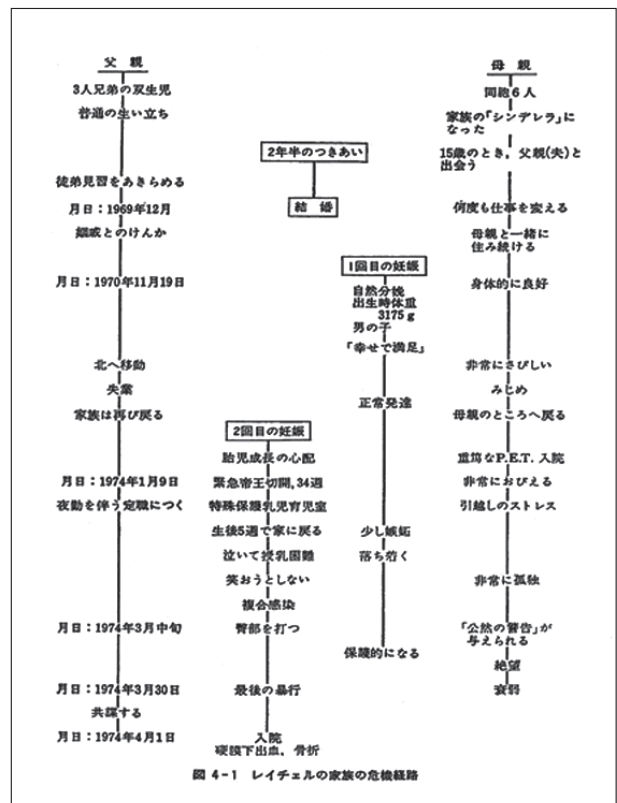 父親
3人兄弟の双生児
普通の生い立ち
徒弟見習をあきらめる
月日：1969年12月
姻戚とのけんか
月日：1970年11月19日
北へ移動
失業
家族は再び戻る
月日：1974年1月9日
夜勤を伴う定職につく
月日：1974年3月中旬
月日：1974年3月30日
共謀する
月日：1974年4月1日
2年半のつきあい
結婚
2回目の妊娠
胎児成長の心配
緊急帝王切開，34週
特殊保護乳児育児室
生後5週で家に戻る
泣いて授乳困難
笑おうとしない
複合感染
臀部を打つ
最後の暴行
入院
硬膜下出血，骨折
1回目の妊娠
自然分娩
出生時体重
3175g
男の子
「幸せで満足」
正常発達
少し嫉妬
落ち着く
保護的になる
母親
同胞6人
家族の「シンデレラ」に
なった
15歳のとき，父親(夫)と
出会う
何度も仕事を変える
母親と一緒に
住み続ける
身体的に良好
非常にさびしい
みじめ
母親のところへ戻る
重篤なP.E.T. 入院
非常におびえる
引越しのストレス
非常に孤独
「公然の警告」が
与えられる
絶望
衰弱
図 4-1 レイチェルの家族の危機経路